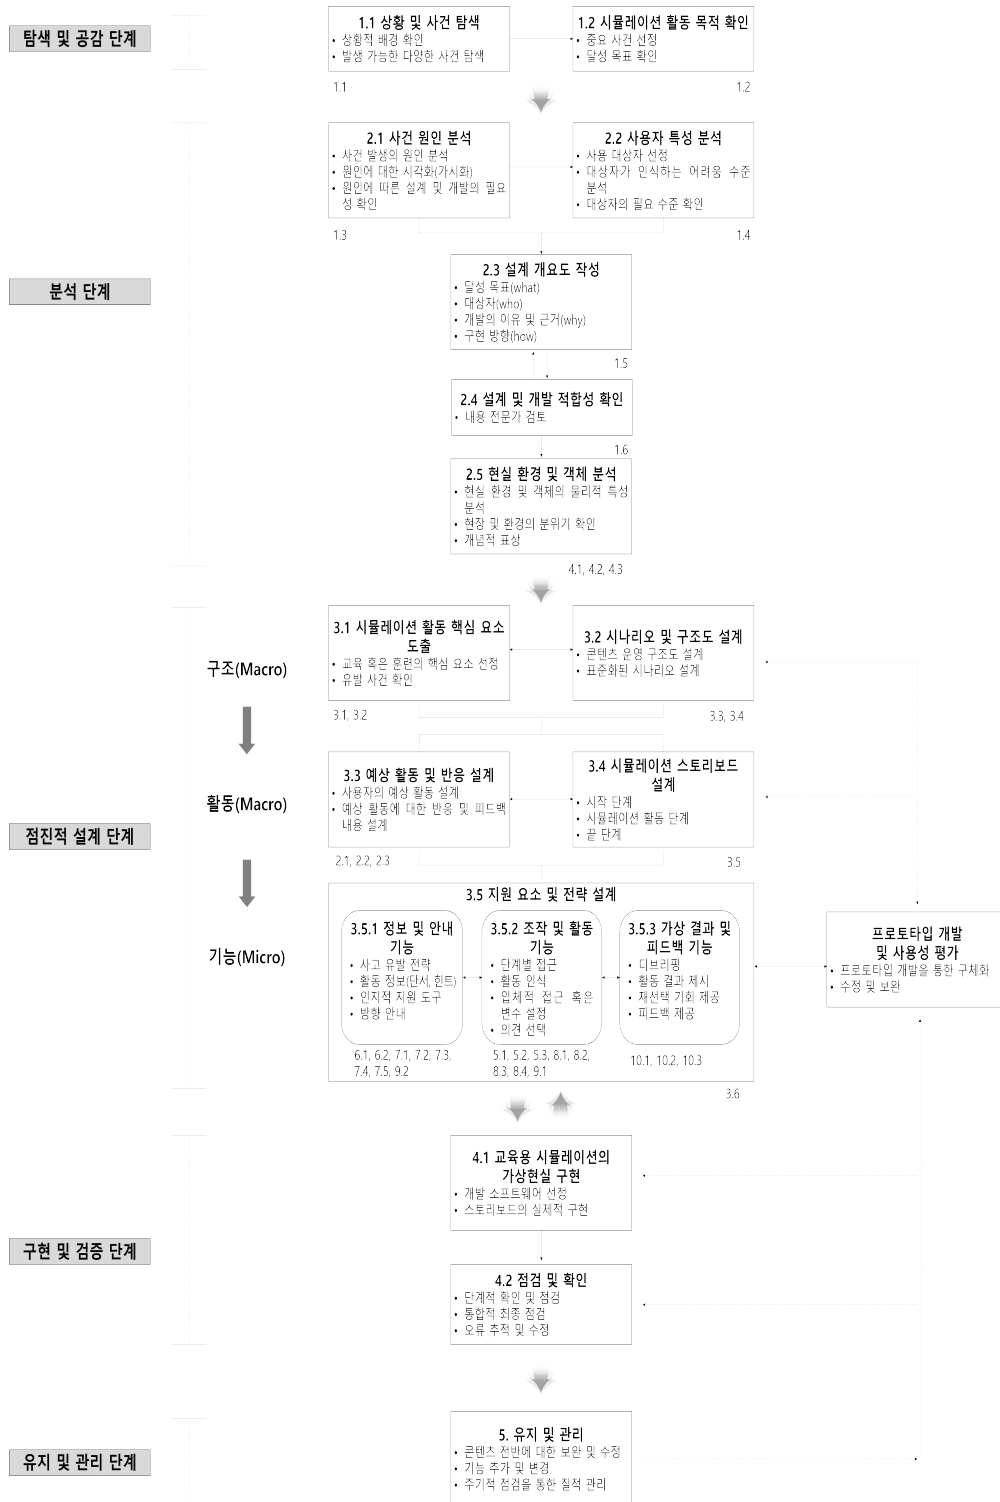 탐색 및 공감 단계
1.1 상황 및 사건 탐색
• 상황적 배경 확인
• 발생 가능한 다양한 사건 탐색
1.1
1.2 시뮬레이션 활동 목적 확인
• 중요 사건 선정
• 달성 목표 확인
1.2
분석 단계
2.1 사건 원인 분석
• 사건 발생의 원인 분석
• 원인에 대한 시각화(가시화)
• 원인에 따른 설계 및 개발의 필요
성 확인
1.3
2.2 사용자 특성 분석
• 사용 대상자 선정
• 대상자가 인식하는 어려움 수준
분석
• 대상자의 필요 수준 확인
1.4
2.3 설계 개요도 작성
• 달성 목표(what)
• 대상자(who)
• 개발의 이유 및 근거(why)
• 구현 방향(how)
1.5
2.4 설계 및 개발 적합성 확인
• 내용 전문가 검토
1.6
2.5 현실 환경 및 객체 분석
• 현실 환경 및 객체의 물리적 특성
분석
• 현장 및 환경의 분위기 확인
• 개념적 표상
4.1, 4.2, 4.3
점진적 설계 단계
구조(Macro)
3.1 시뮬레이션 활동 핵심 요소
도출
• 교육 혹은 훈련의 핵심 요소 선정
• 유발 사건 확인
3.1, 3.2
3.2 시나리오 및 구조도 설계
• 콘텐츠 운영 구조도 설계
• 표준화된 시나리오 설계
3.3, 3.4
활동(Macro)
3.3 예상 활동 및 반응 설계
• 사용자의 예상 활동 설계
• 예상 활동에 대한 반응 및 피드백
내용 설계
2.1, 2.2, 2.3
3.4 시뮬레이션 스토리보드
설계
• 시작 단계
• 시뮬레이션 활동 단계
• 끝 단계
3.5
기능(Micro)
3.5 지원 요소 및 전략 설계
3.5.1 정보 및 안내
기능
• 사고 유발 전략
• 활동 정보(단서, 힌트)
• 인지적 지원 도구
• 방향 안내
6.1, 6.2, 7.1, 7.2, 7.3,
7.4, 7.5, 9.2
3.5.2 조작 및 활동
기능
• 단계별 접근
• 활동 인식
• 입체적 접근 혹은
변수 설정
• 의견 선택
5.1, 5.2, 5.3, 8.1, 8.2,
8.3, 8.4, 9.1
3.5.3 가상 결과 및
피드백 기능
• 디브리핑
• 활동 결과 제시
• 재선택 기회 제공
• 피드백 제공
10.1, 10.2, 10.3
3.6
프로토타입 개발
및 사용성 평가
• 프로토타입 개발을 통한 구체화
• 수정 및 보완
구현 및 검증 단계
4.1 교육용 시뮬레이션의
가상현실 구현
• 개발 소프트웨어 선정
• 스토리보드의 실제적 구현
4.2 점검 및 확인
• 단계적 확인 및 점검
• 통합적 최종 점검
• 오류 추적 및 수정
유지 및 관리 단계
5. 유지 및 관리
• 콘텐츠 전반에 대한 보완 및 수정
• 기능 추가 및 변경
• 주기적 점검을 통한 질적 관리